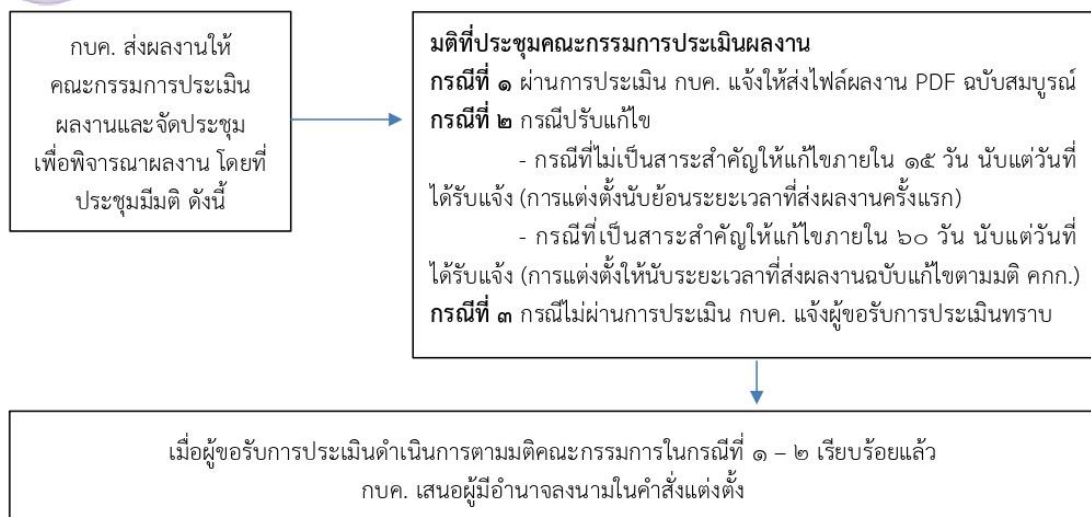 กบค. ส่งผลงานให้
คณะกรรมการประเมิน
ผลงานและจัดประชุม
เพื่อพิจารณาผลงาน โดยที่
ประชุมมีมติ ดังนี้
มติที่ประชุมคณะกรรมการประเมินผลงาน
กรณีที่ ๑ ผ่านการประเมิน กบค. แจ้งให้ส่งไฟล์ผลงาน PDF ฉบับสมบูรณ์
กรณีที่ ๒ กรณีปรับแก้ไข
- กรณีที่ไม่เป็นสาระสำคัญให้แก้ไขภายใน ๑๕ วัน นับแต่วันที่
ได้รับแจ้ง (การแต่งตั้งนับย้อนระยะเวลาที่ส่งผลงานครั้งแรก)
- กรณีที่เป็นสาระสำคัญให้แก้ไขภายใน ๖๐ วัน นับแต่วันที่
ได้รับแจ้ง (การแต่งตั้งให้นับระยะเวลาที่ส่งผลงานฉบับแก้ไขตามมติ คกก.)
กรณีที่ ๓ กรณีไม่ผ่านการประเมิน กบค. แจ้งผู้ขอรับการประเมินทราบ
เมื่อผู้ขอรับการประเมินดำเนินการตามมติคณะกรรมการในกรณีที่ ๑ – ๒ เรียบร้อยแล้ว
กบค. เสนอผู้มีอำนาจลงนามในคำสั่งแต่งตั้ง